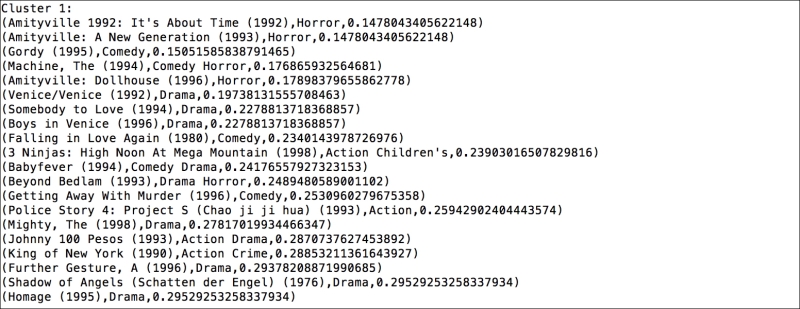 Cluster 1:
(Amityville 1992: It's About Time (1992),Horror,0.1478043405622148)
(Amityville: A New Generation (1993),Horror,0.1478043405622148)
(Gordy (1995),Comedy,0.15051585838791465)
(Machine, The (1994),Comedy Horror,0.176865932564681)
(Amityville: Dollhouse (1996),Horror,0.17898379655862778)
(Venice/Venice (1992),Drama,0.19738131555708463)
(Somebody to Love (1994),Drama,0.2278813718368857)
(Boys in Venice (1996),Drama,0.2278813718368857)
(Falling in Love Again (1980),Comedy,0.2340143978726976)
(3 Ninjas: High Noon At Mega Mountain (1998),Action Children's,0.23903016507829816)
(Babyfever (1994),Comedy Drama,0.24176557927323153)
(Beyond Bedlam (1993),Drama Horror,0.2489480589001102)
(Getting Away With Murder (1996),Comedy,0.2530960279675358)
(Police Story 4: Project S (Chao ji ji hua) (1993),Action,0.25942902404443574)
(Mighty, The (1998),Drama,0.27817019934466347)
(Johnny 100 Pesos (1993),Action Drama,0.2870737627453892)
(King of New York (1990),Action Crime,0.28853211361643927)
(Further Gesture, A (1996),Drama,0.29378208871990685)
(Shadow of Angels (Schatten der Engel) (1976),Drama,0.29529253258337934)
(Homage (1995),Drama,0.29529253258337934)